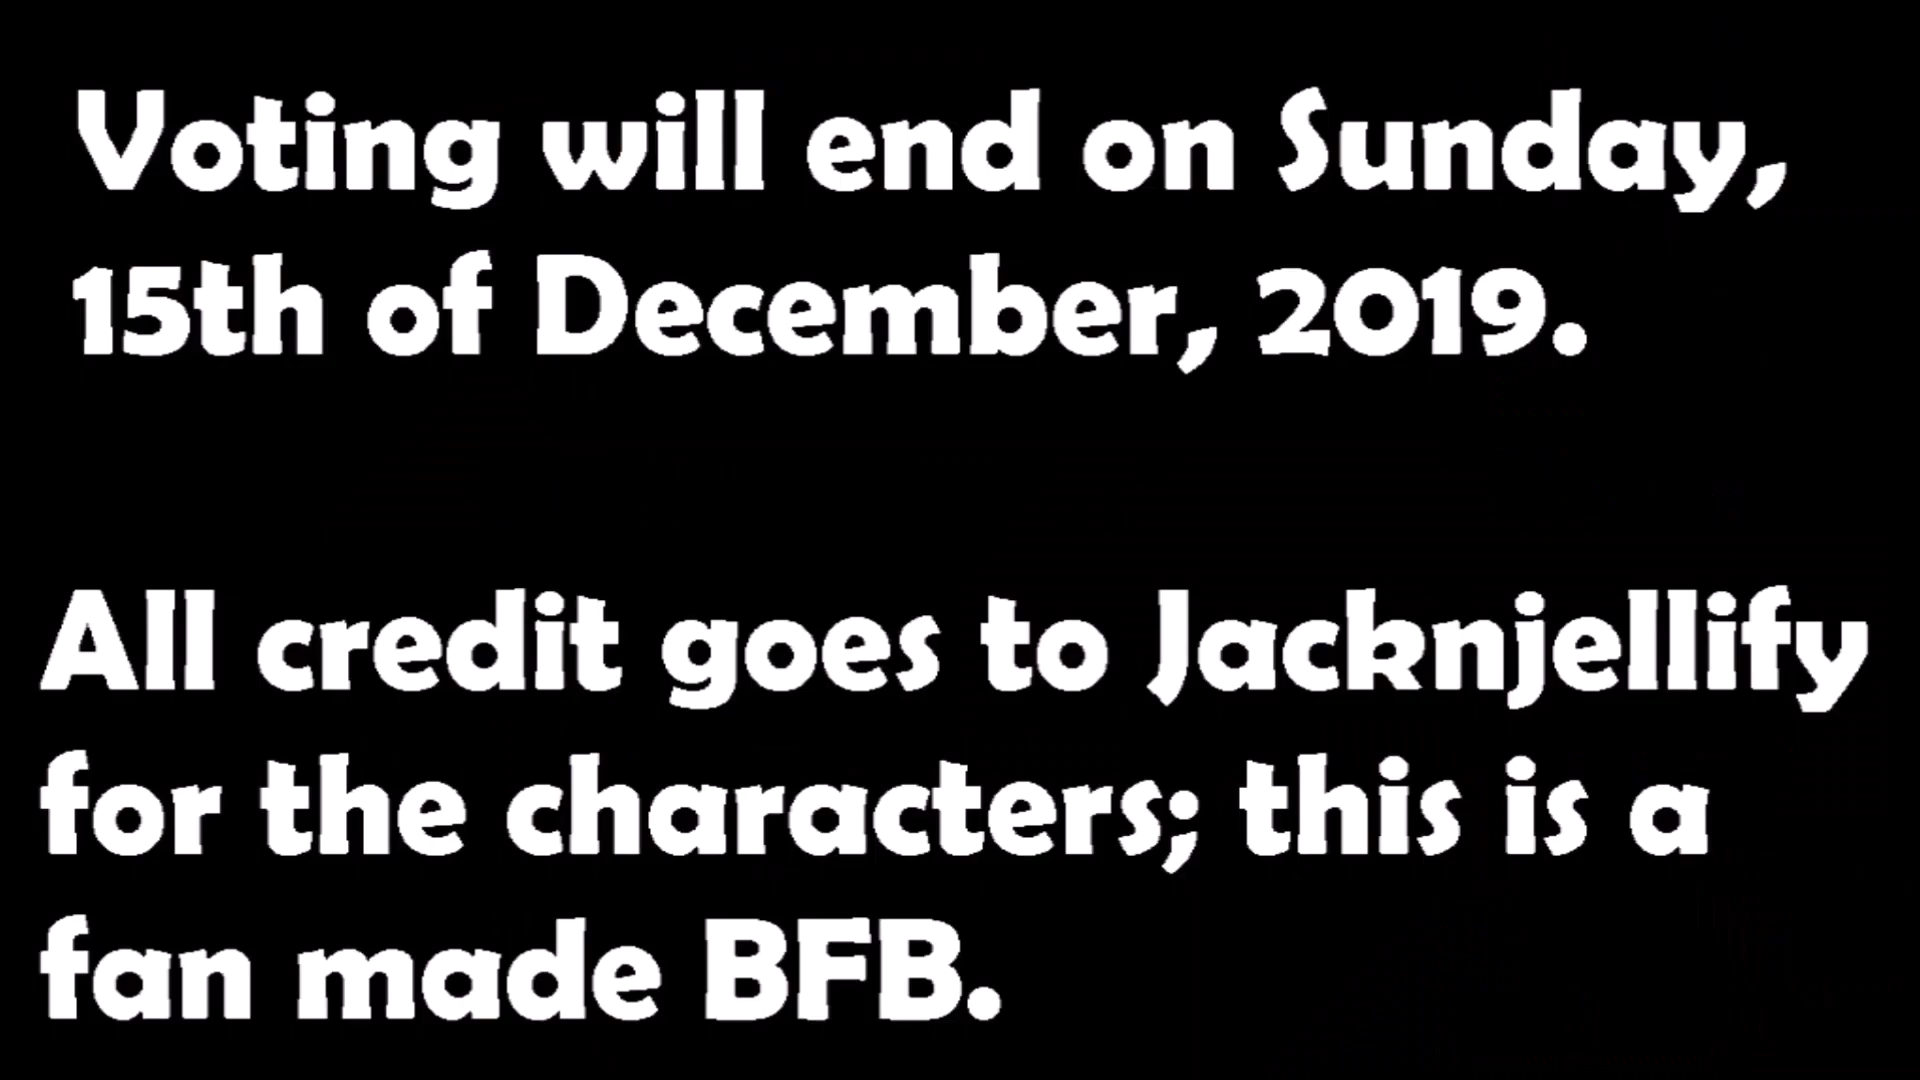 Voting will end on Sunday,
15th of December, 2019.
All credit goes to Jacknjellify
for the characters; this is a
fan made BFB.